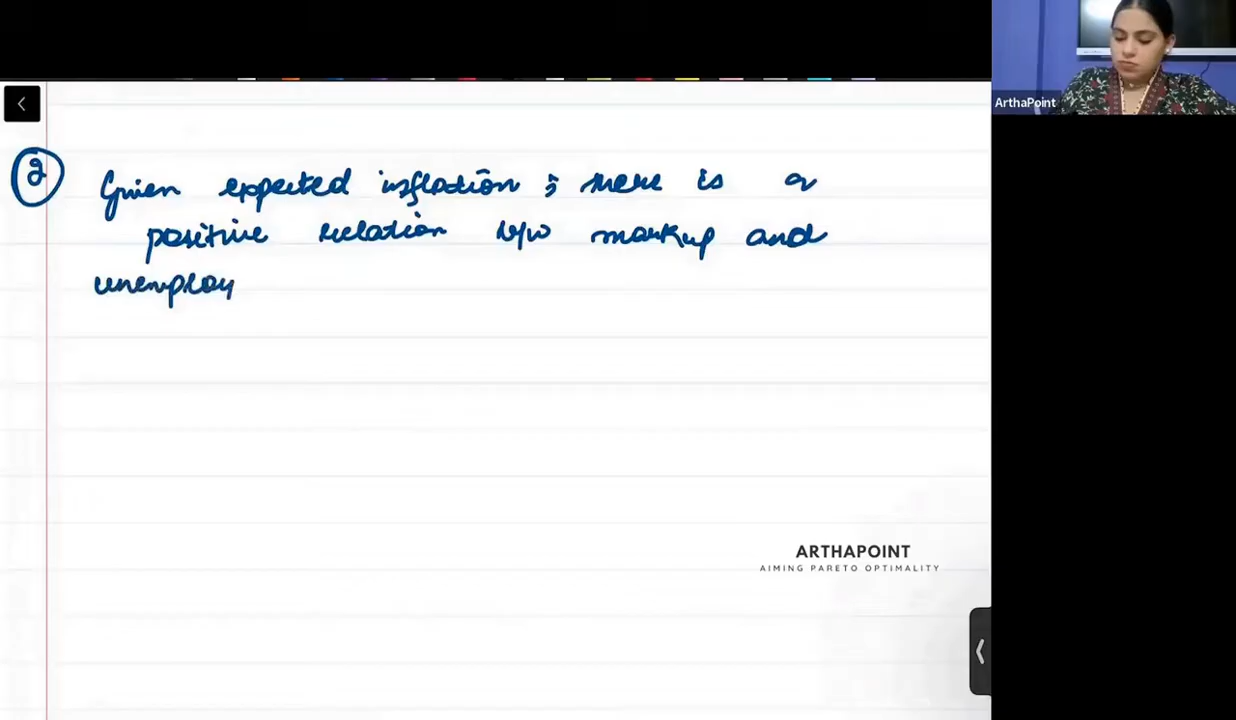 2 Given expected inflation ; there is a
positive relation b/w markup and
unemploy
ARTHAPOINT
AIMING PARETO OPTIMALITY
ArthaPoint